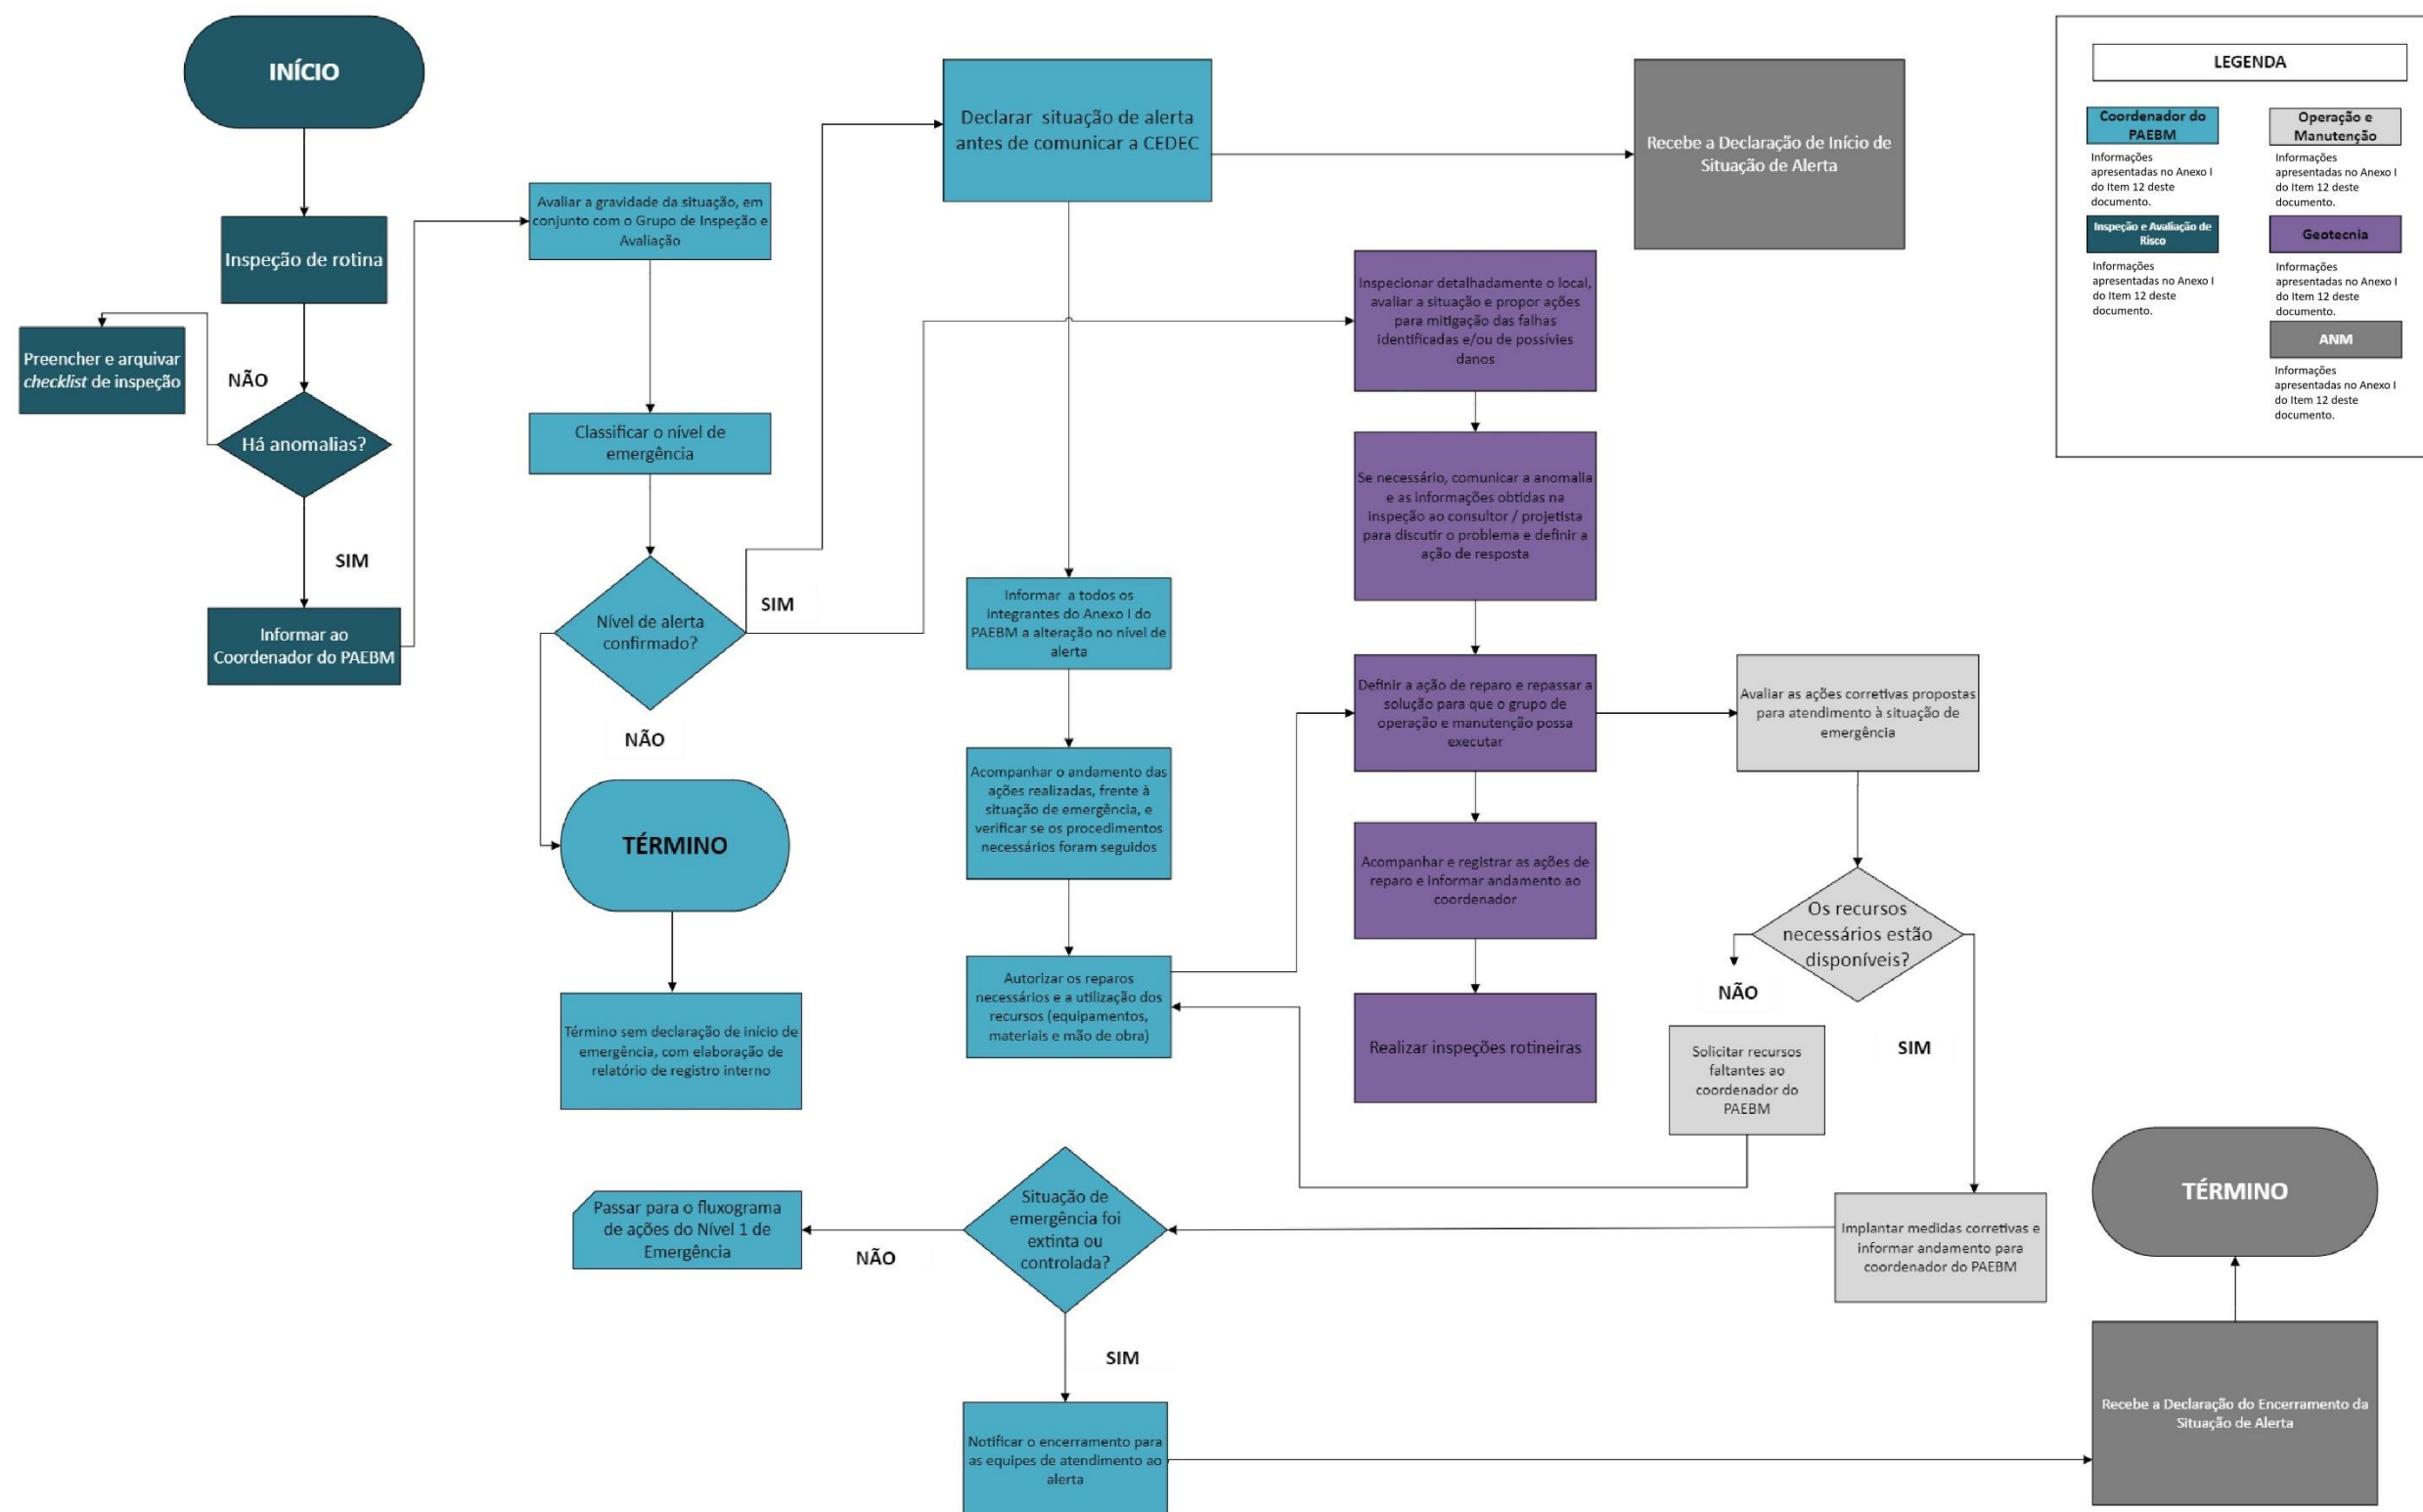 INÍCIO
Inspeção de rotina
Preencher e arquivar
checklist de inspeção
NÃO
Há anomalias?
SIM
Informar ao
Coordenador do PAEBM
Avaliar a gravidade da situação, em
conjunto com o Grupo de Inspeção e
Avaliação
Classificar o nível de
emergência
Nível de alerta
confirmado?
SIM
NÃO
TÉRMINO
Término sem declaração de início de
emergência, com elaboração de
relatório de registro interno
Declarar situação de alerta
antes de comunicar a CEDEC
Recebe a Declaração de Início de
Situação de Alerta
Informar a todos os
integrantes do Anexo I do
PAEBM a alteração no nível de
alerta
Acompanhar o andamento das
ações realizadas, frente à
situação de emergência, e
verificar se os procedimentos
necessários foram seguidos
Autorizar os reparos
necessários e a utilização dos
recursos (equipamentos,
materiais e mão de obra)
Inspecionar detalhadamente o local,
avaliar a situação e propor ações
para mitigação das falhas
identificadas e/ou de possívies
danos
Se necessário, comunicar a anomalia
e as informações obtidas na
inspeção ao consultor / projetista
para discutir o problema e definir a
ação de resposta
Definir a ação de reparo e repassar a
solução para que o grupo de
operação e manutenção possa
executar
Acompanhar e registrar as ações de
reparo e informar andamento ao
coordenador
Realizar inspeções rotineiras
Avaliar as ações corretivas propostas
para atendimento à situação de
emergência
Os recursos
necessários estão
disponíveis?
NÃO
SIM
Solicitar recursos
faltantes ao
coordenador do
PAEBM
Implantar medidas corretivas e
informar andamento para
coordenador do PAEBM
Situação de
emergência foi
extinta ou
controlada?
NÃO
Passar para o fluxograma
de ações do Nível 1 de
Emergência
SIM
Notificar o encerramento para
as equipes de atendimento ao
alerta
Recebe a Declaração do Encerramento da
Situação de Alerta
TÉRMINO
LEGENDA
Coordenador do
PAEBM
Informações
apresentadas no Anexo I
do Item 12 deste
documento.
Operação e
Manutenção
Informações
apresentadas no Anexo I
do Item 12 deste
documento.
Inspeção e Avaliação de
Risco
Informações
apresentadas no Anexo I
do Item 12 deste
documento.
Geotecnia
Informações
apresentadas no Anexo I
do Item 12 deste
documento.
ANM
Informações
apresentadas no Anexo I
do Item 12 deste
documento.